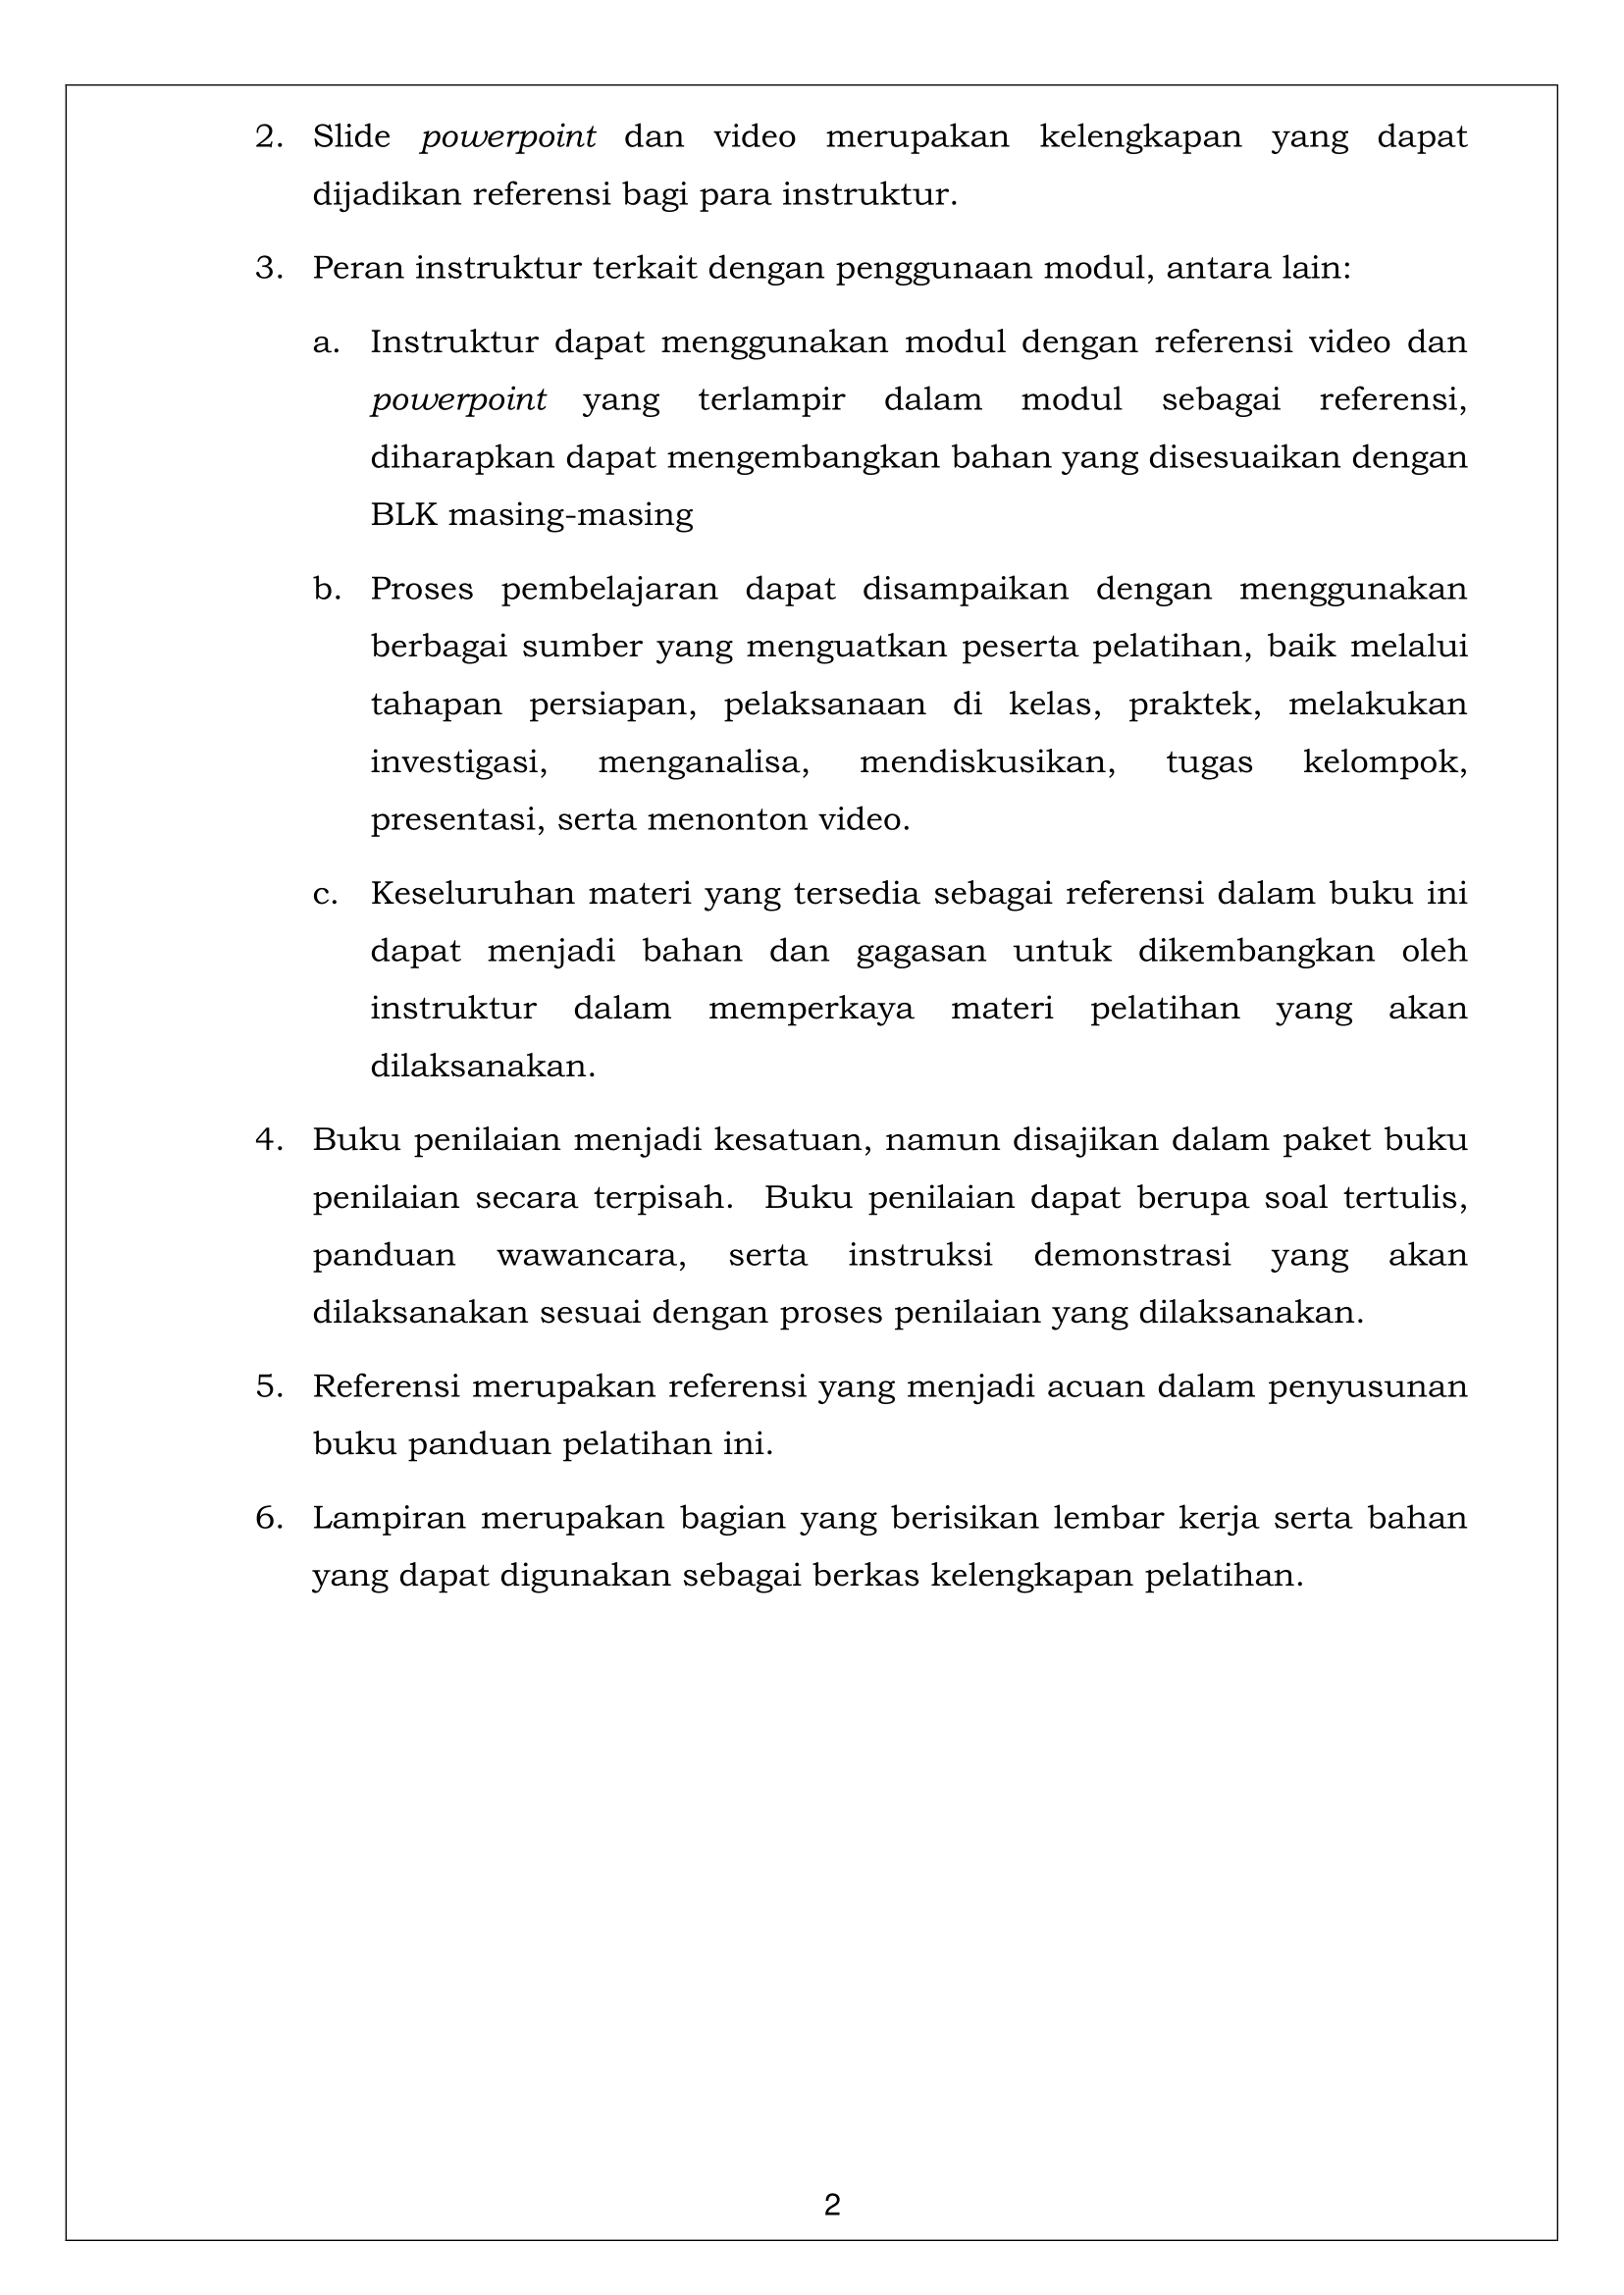 2. Slide powerpoint dan video merupakan kelengkapan yang dapat
dijadikan referensi bagi para instruktur.
3. Peran instruktur terkait dengan penggunaan modul, antara lain:
a. Instruktur dapat menggunakan modul dengan referensi video dan
powerpoint yang terlampir dalam modul sebagai referensi,
diharapkan dapat mengembangkan bahan yang disesuaikan dengan
BLK masing-masing
b. Proses pembelajaran dapat disampaikan dengan menggunakan
berbagai sumber yang menguatkan peserta pelatihan, baik melalui
tahapan persiapan, pelaksanaan di kelas, praktek, melakukan
investigasi, menganalisa, mendiskusikan, tugas kelompok,
presentasi, serta menonton video.
c. Keseluruhan materi yang tersedia sebagai referensi dalam buku ini
dapat menjadi bahan dan gagasan untuk dikembangkan oleh
instruktur dalam memperkaya materi pelatihan yang akan
dilaksanakan.
4. Buku penilaian menjadi kesatuan, namun disajikan dalam paket buku
penilaian secara terpisah. Buku penilaian dapat berupa soal tertulis,
panduan wawancara, serta instruksi demonstrasi yang akan
dilaksanakan sesuai dengan proses penilaian yang dilaksanakan.
5. Referensi merupakan referensi yang menjadi acuan dalam penyusunan
buku panduan pelatihan ini.
6. Lampiran merupakan bagian yang berisikan lembar kerja serta bahan
yang dapat digunakan sebagai berkas kelengkapan pelatihan.
2